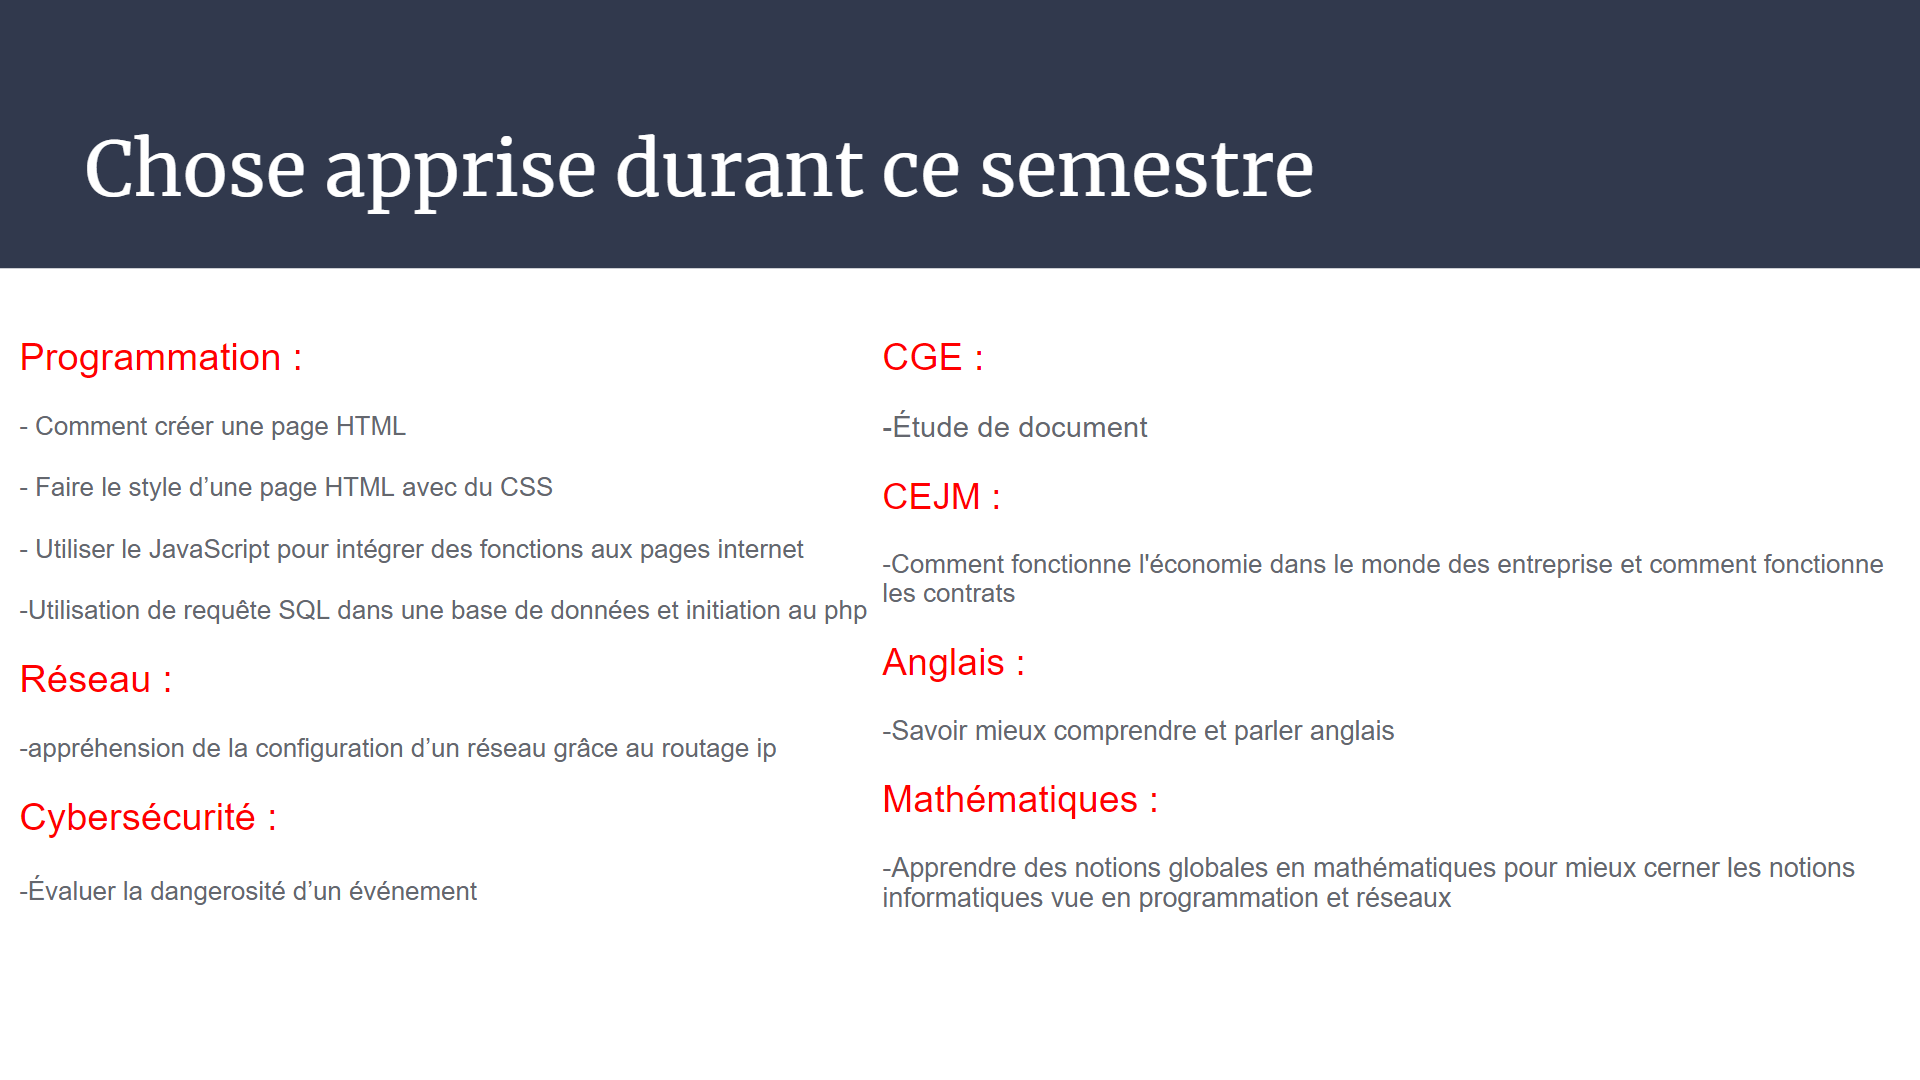 Chose apprise durant ce semestre
Programmation :
- Comment créer une page HTML
- Faire le style d’une page HTML avec du CSS
- Utiliser le JavaScript pour intégrer des fonctions aux pages internet
-Utilisation de requête SQL dans une base de données et initiation au php
Réseau :
-appréhension de la configuration d’un réseau grâce au routage ip
Cybersécurité :
-Évaluer la dangerosité d’un événement
CGE :
-Étude de document
CEJM :
-Comment fonctionne l'économie dans le monde des entreprise et comment fonctionne
les contrats
Anglais :
-Savoir mieux comprendre et parler anglais
Mathématiques :
-Apprendre des notions globales en mathématiques pour mieux cerner les notions
informatiques vue en programmation et réseaux